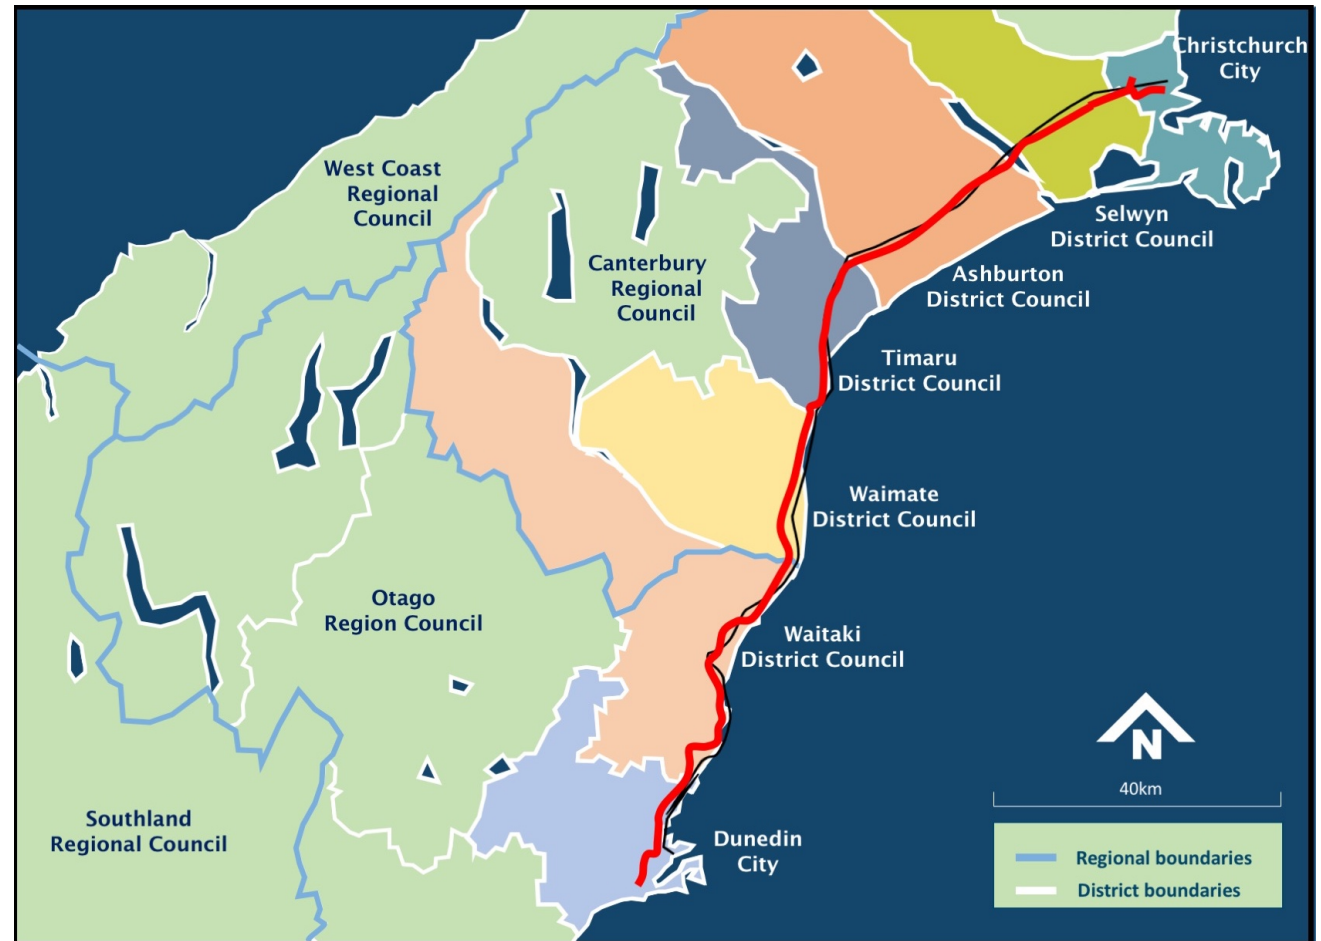 Christchurch
City
West Coast
Regional
Council
Selwyn
District Council
Canterbury
Regional
Council
Ashburton
District Council
Timaru
District Council
Waimate
District Council
Otago
Region Council
Waitaki
District Council
N
40km
Southland
Regional Council
Dunedin
City
Regional boundaries
District boundaries